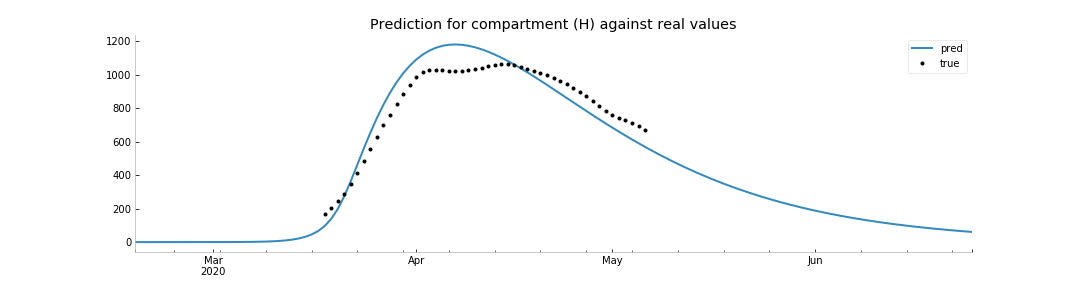 Prediction for compartment (H) against real values
1200
1000
800
600
400
200
0
pred
true
Mar
2020
Apr
May
Jun